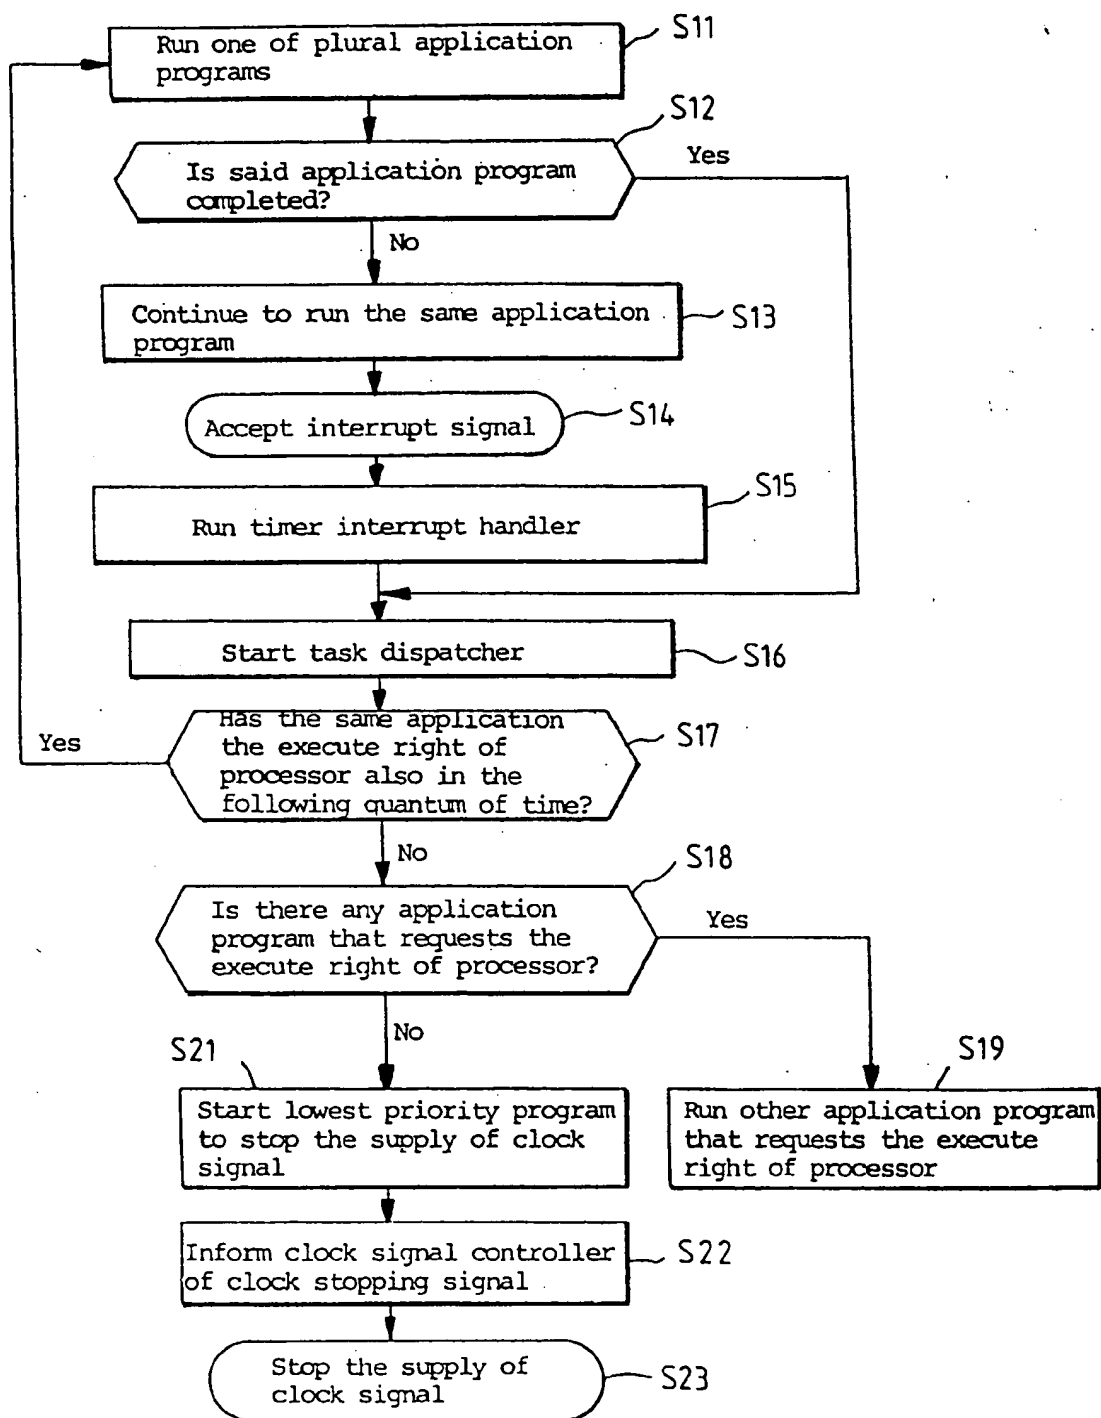 S11
Run one of plural application
programs
S12
Is said application program
completed?
Yes
No
Continue to run the same application
program
S13
Accept interrupt signal
S14
S15
Run timer interrupt handler
Start task dispatcher
S16
Has the same application
the execute right of
processor also in the
following quantum of time?
S17
Yes
No
S18
Is there any application
program that requests the
execute right of processor?
Yes
No
S21
Start lowest priority program
to stop the supply of clock
signal
S19
Run other application program
that requests the execute
right of processor
Inform clock signal controller
of clock stopping signal
S22
Stop the supply of
clock signal
S23